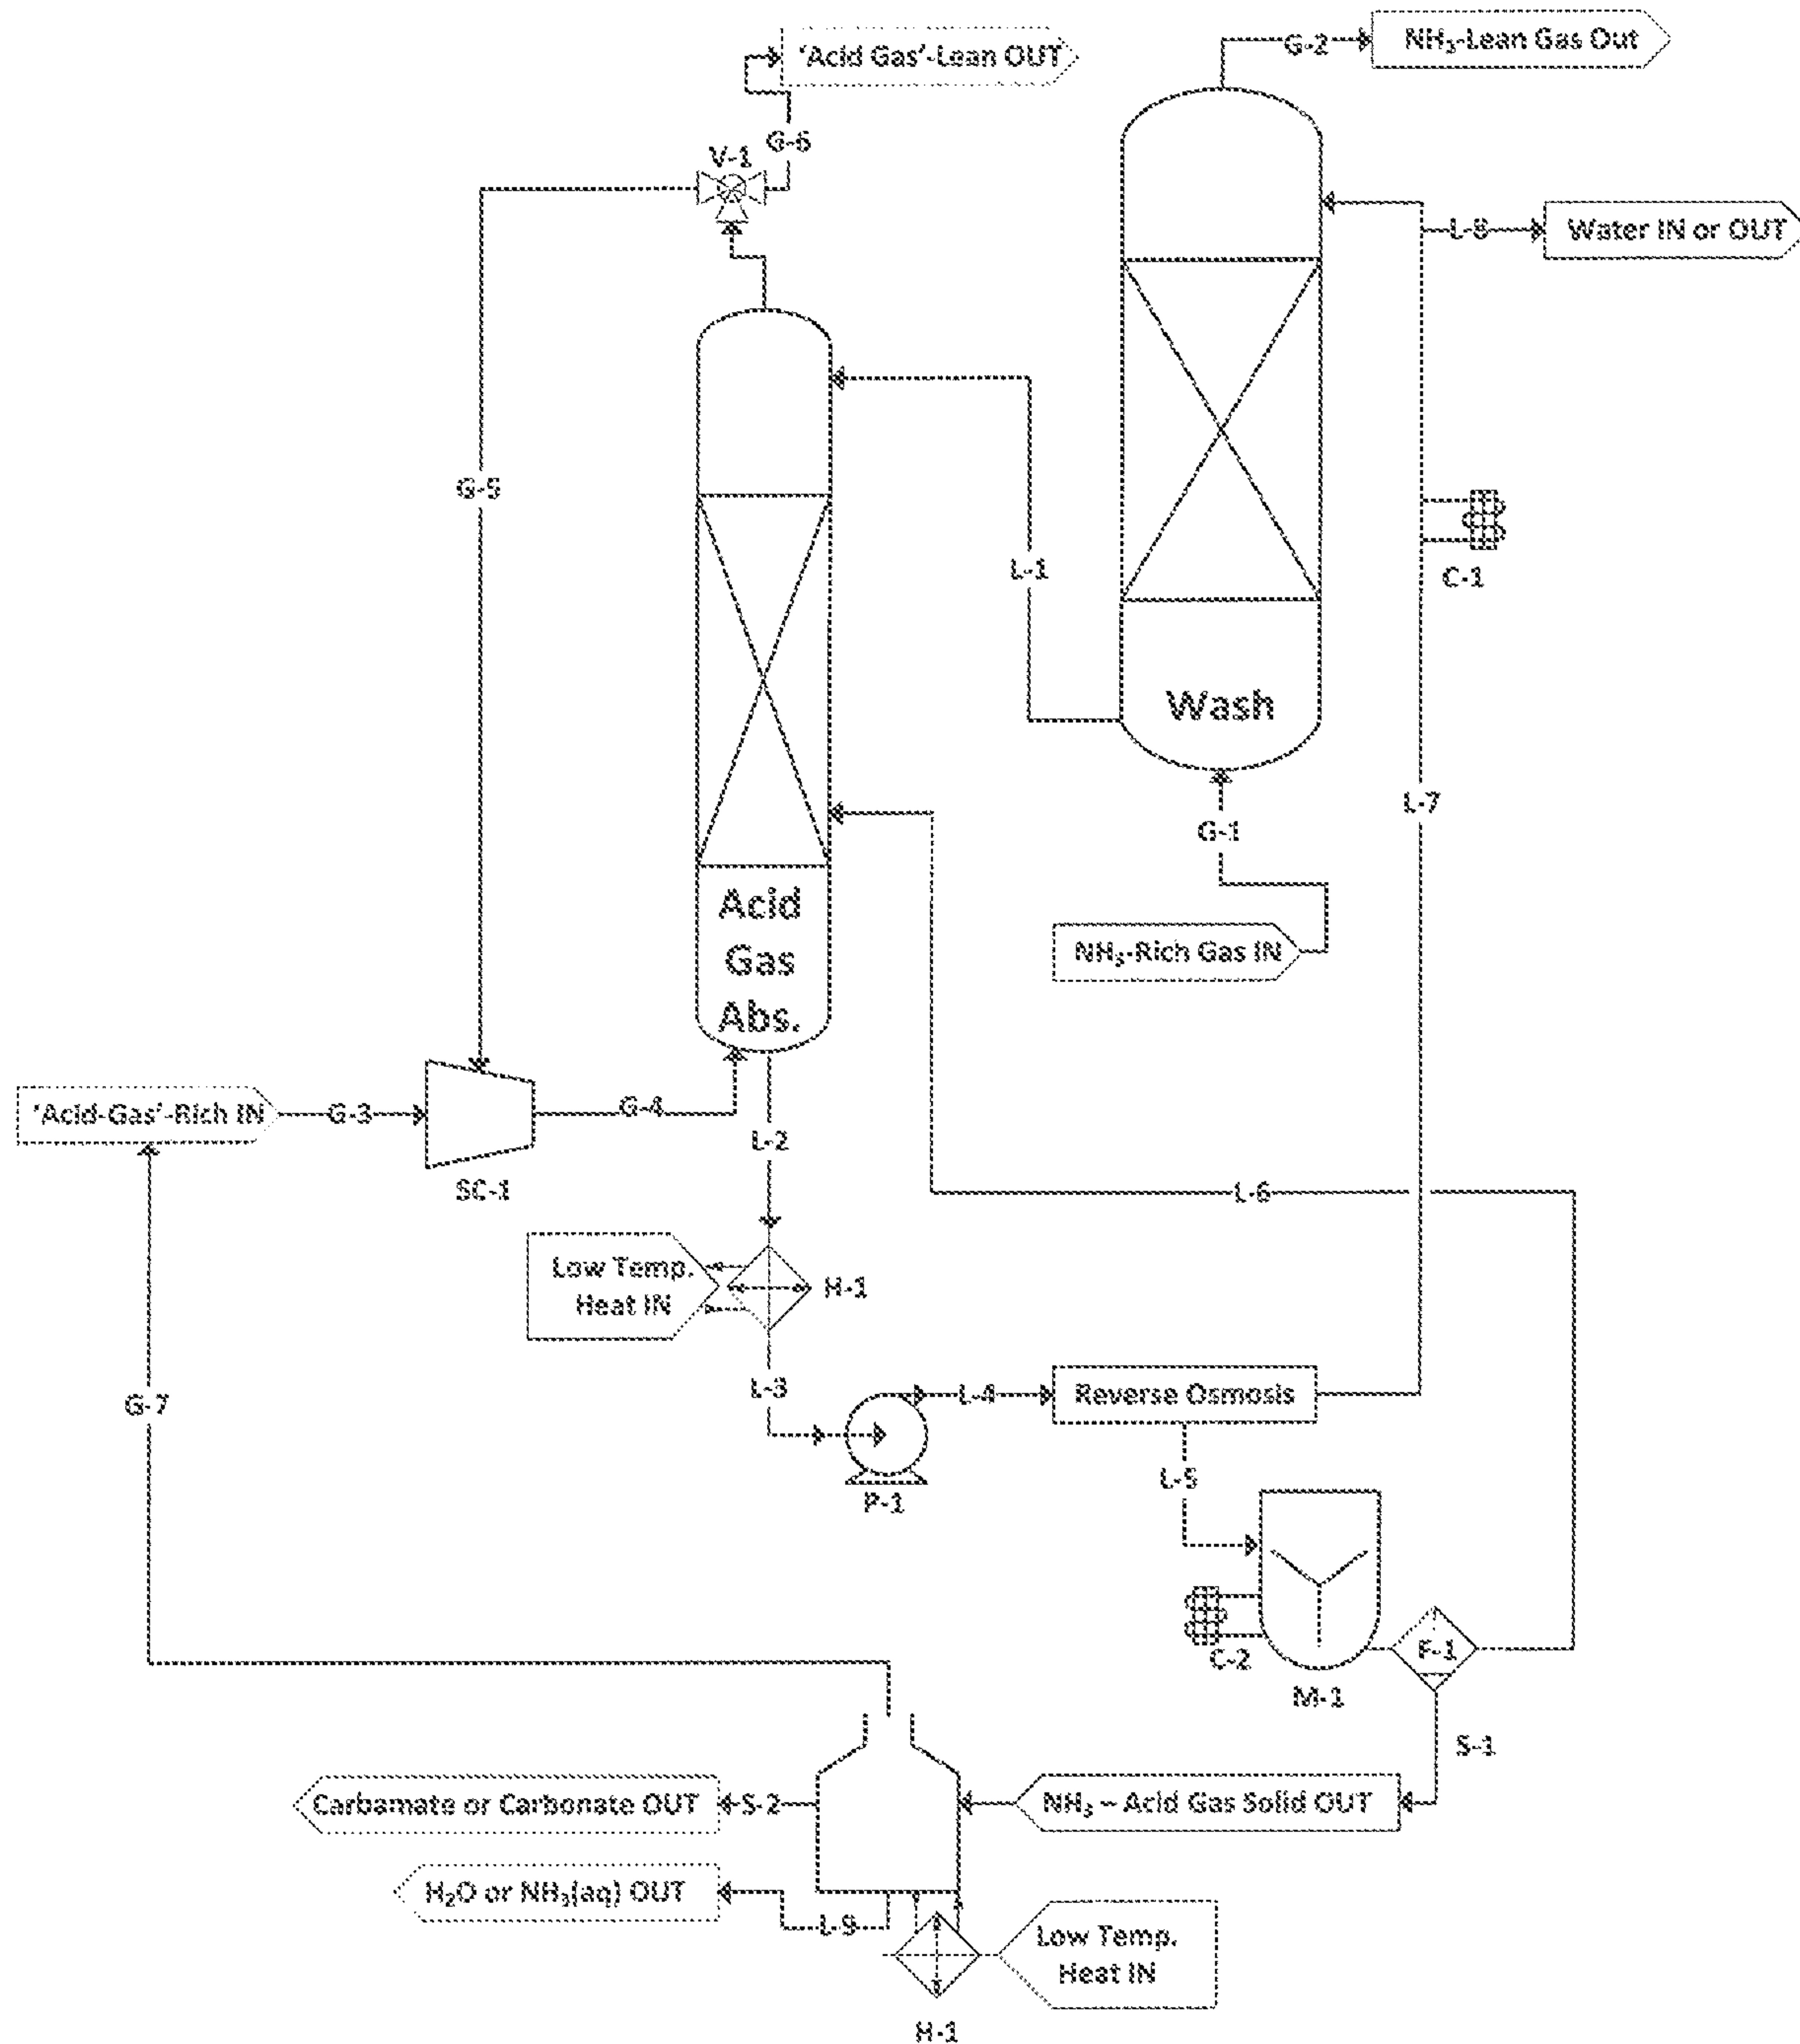 G-2
NH₃-Lean Gas Out
'Acid Gas'-Lean OUT
G-6
V-1
L-8
Water IN or OUT
G-5
L-1
C-1
Wash
L-7
G-1
Acid
Gas
Abs.
NH₃-Rich Gas IN
'Acid-Gas'-Rich IN
G-3
G-4
L-2
SC-1
L-6
Low Temp.
Heat IN
H-1
L-3
L-4
Reverse Osmosis
G-7
L-5
P-1
F-1
C-2
M-1
S-1
Carbamate or Carbonate OUT
S-2
NH₃ – Acid Gas Solid OUT
H₂O or NH₃(aq) OUT
L-9
Low Temp.
Heat IN
H-1